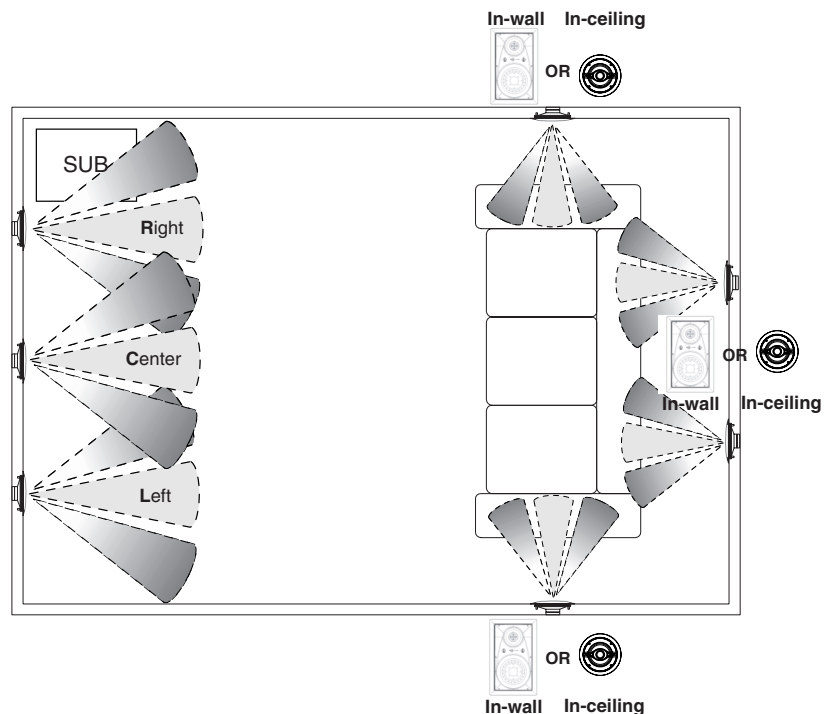 In-wall In-ceiling
OR
SUB
Right
Center
OR
In-wall In-ceiling
Left
OR
In-wall In-ceiling